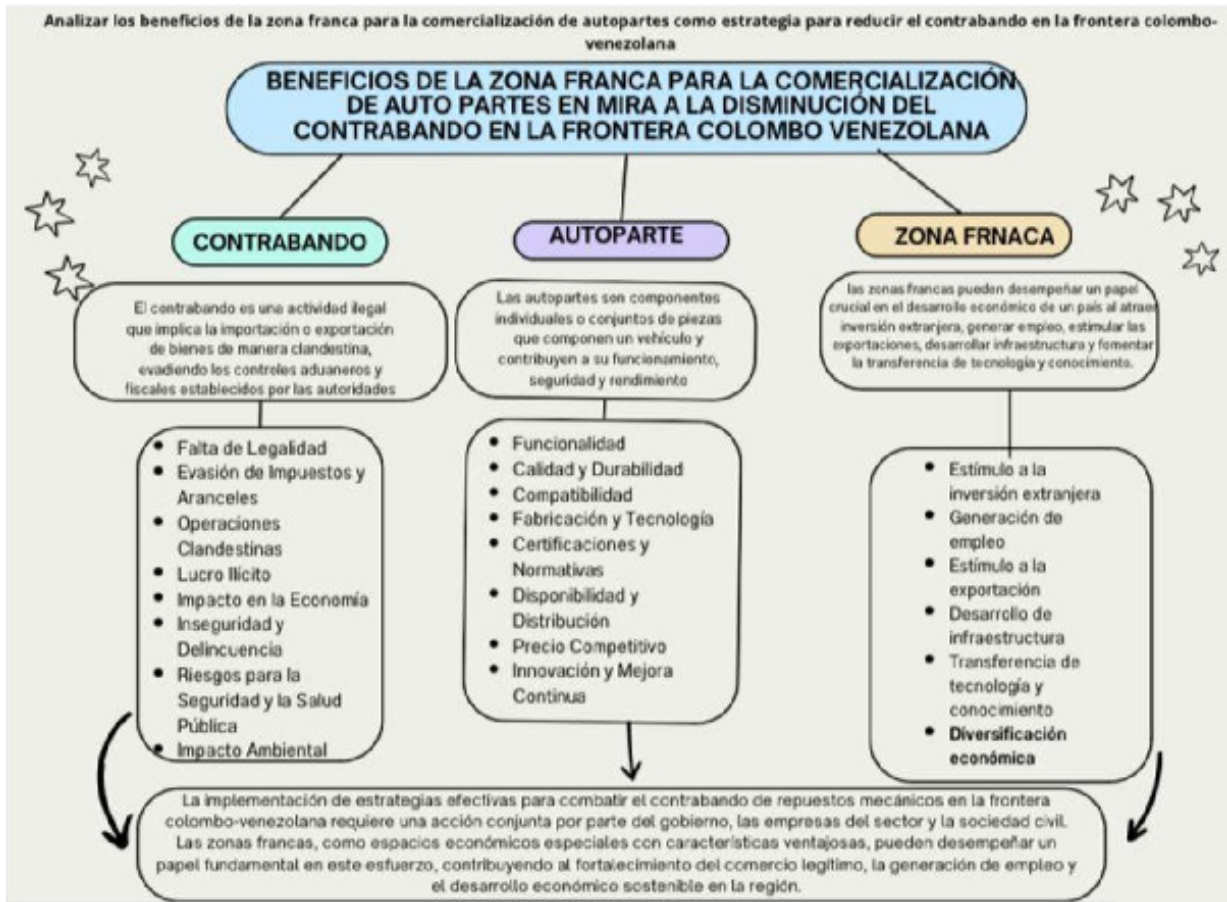 Analizar los beneficios de la zona franca para la comercialización de autopartes como estrategia para reducir el contrabando en la frontera colombo-
venezolana
BENEFICIOS DE LA ZONA FRANCA PARA LA COMERCIALIZACIÓN
DE AUTO PARTES EN MIRA A LA DISMINUCIÓN DEL
CONTRABANDO EN LA FRONTERA COLOMBO VENEZOLANA
CONTRABANDO
El contrabando es una actividad ilegal
que implica la importación o exportación
de bienes de manera clandestina,
evadiendo los controles aduaneros y
fiscales establecidos por las autoridades
• Falta de Legalidad
• Evasión de Impuestos y
Aranceles
• Operaciones
Clandestinas
• Lucro Ilícito
• Impacto en la Economía
• Inseguridad y
Delincuencia
• Riesgos para la
Seguridad y la Salud
Pública
• Impacto Ambiental
AUTOPARTE
Las autopartes son componentes
individuales o conjuntos de piezas
que componen un vehículo y
contribuyen a su funcionamiento,
seguridad y rendimiento
• Funcionalidad
• Calidad y Durabilidad
• Compatibilidad
• Fabricación y Tecnología
• Certificaciones y
Normativas
• Disponibilidad y
Distribución
• Precio Competitivo
• Innovación y Mejora
Continua
ZONA FRNACA
las zonas francas pueden desempeñar un papel
crucial en el desarrollo económico de un país al atraer
inversión extranjera, generar empleo, estimular las
exportaciones, desarrollar infraestructura y fomentar
la transferencia de tecnología y conocimiento.
• Estímulo a la
inversión extranjera
• Generación de
empleo
• Estímulo a la
exportación
• Desarrollo de
infraestructura
• Transferencia de
tecnología y
conocimiento
• Diversificación
económica
La implementación de estrategias efectivas para combatir el contrabando de repuestos mecánicos en la frontera
colombo-venezolana requiere una acción conjunta por parte del gobierno, las empresas del sector y la sociedad civil.
Las zonas francas, como espacios económicos especiales con características ventajosas, pueden desempeñar un
papel fundamental en este esfuerzo, contribuyendo al fortalecimiento del comercio legítimo, la generación de empleo y
el desarrollo económico sostenible en la región.